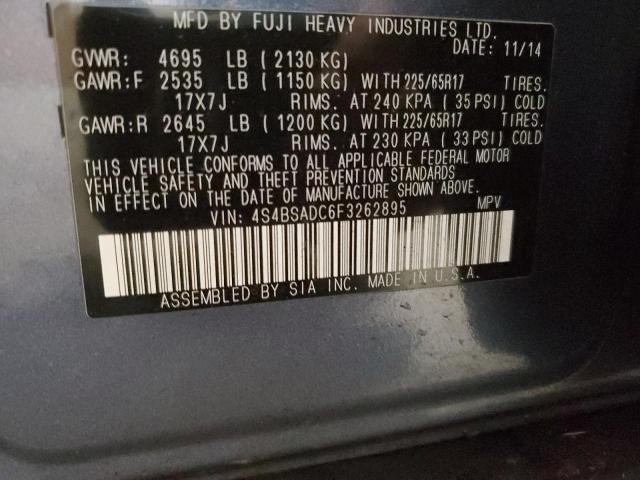 MFD BY FUJI HEAVY INDUSTRIES LTD.
DATE: 11/14
GVWR: 4695 LB (2130 KG)
GAWR:F 2535 LB (1150 KG) WITH 225/65R17 TIRES.
17X7J RIMS. AT 240 KPA (35 PSI) COLD
GAWR:R 2645 LB (1200 KG) WITH 225/65R17 TIRES.
17X7J RIMS. AT 230 KPA (33 PSI) COLD
THIS VEHICLE CONFORMS TO ALL APPLICABLE FEDERAL MOTOR
VEHICLE SAFETY AND THEFT PREVENTION STANDARDS
IN EFFECT ON DATE OF MANUFACTURE SHOWN ABOVE.
VIN: 4S4BSADC6F3262895 MPV
ASSEMBLED BY SIA INC. MADE IN U.S.A.